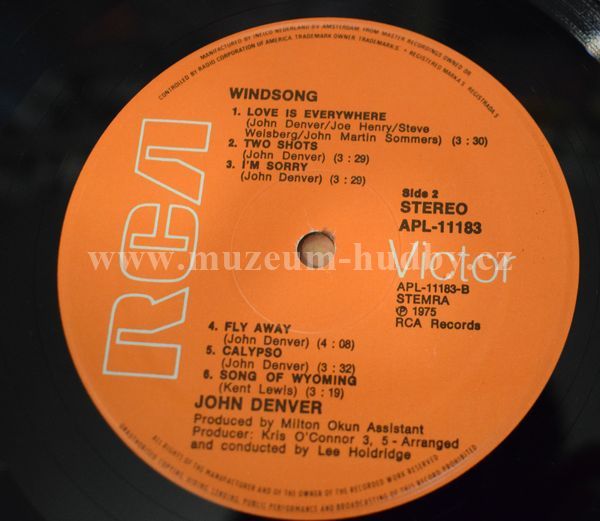 MANUFACTURED BY INELCO NEDERLAND BV AMSTERDAM, FROM MASTER RECORDINGS OWNED OR
CONTROLLED BY RADIO CORPORATION OF AMERICA. TRADEMARK OWNER. TRADEMARKS · REGISTERED MARKA S REGISTRADA S
WINDSONG
1. LOVE IS EVERYWHERE
(John Denver/Joe Henry/Steve
Weisberg/John Martin Sommers) (3 : 30)
2. TWO SHOTS
(John Denver) (3 : 29)
3. I'M SORRY
(John Denver) (3 : 29)
Side 2
STEREO
APL-11183
RCA
Victor
www.muzeum-hudby.cz
APL-11183-B
STEMRA
Ⓟ 1975
RCA Records
4. FLY AWAY
(John Denver) (4 : 08)
5. CALYPSO
(John Denver) (3 : 32)
6. SONG OF WYOMING
(Kent Lewis) (3 : 19)
JOHN DENVER
Produced by Milton Okun Assistant
Producer: Kris O'Connor 3, 5 - Arranged
and conducted by Lee Holdridge
ALL RIGHTS OF THE MANUFACTURER AND OF THE OWNER OF THE RECORDED WORK RESERVED
UNAUTHORISED COPYING, HIRING, LENDING, PUBLIC PERFORMANCE AND BROADCASTING OF THIS RECORD PROHIBITED